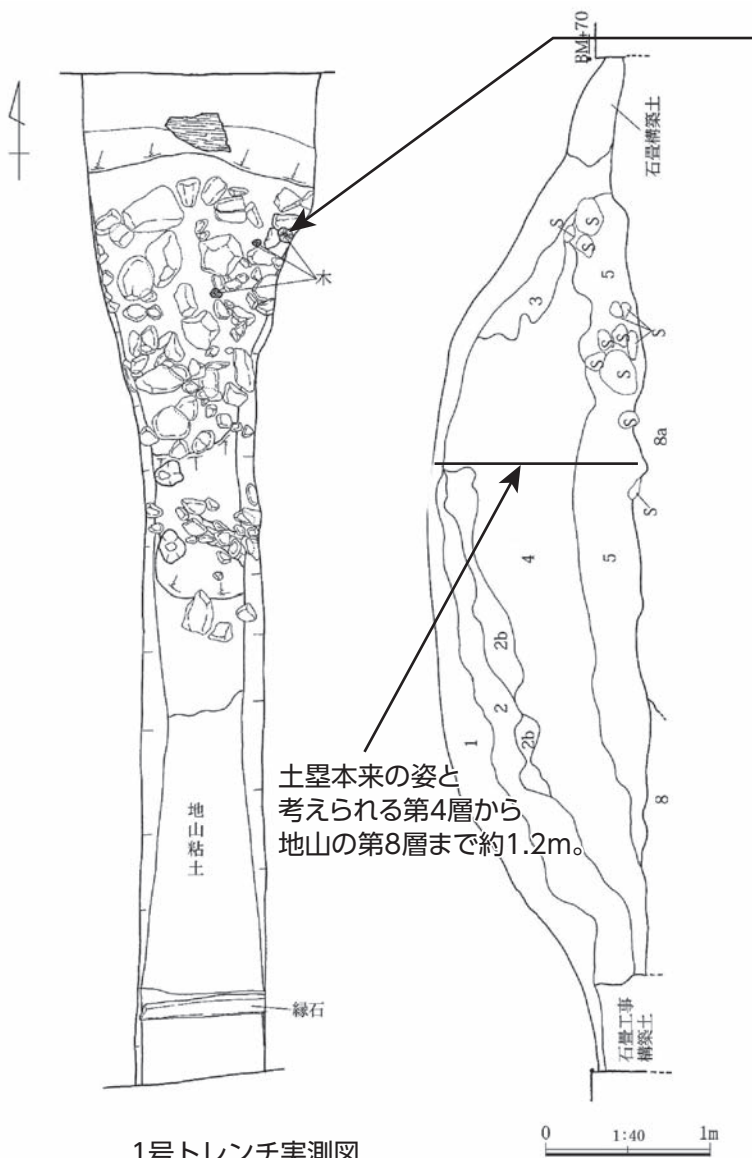 BM+70
石畳構築土
木
S
S
S
3
5
S
S
S
S
S
S
8a
S
4
5
2b
2
2b
1
8
土塁本来の姿と
考えられる第4層から
地山の第8層まで約1.2m。
地山粘土
縁石
石畳工事
構築土
1号トレンチ実測図
0 1:40 1m